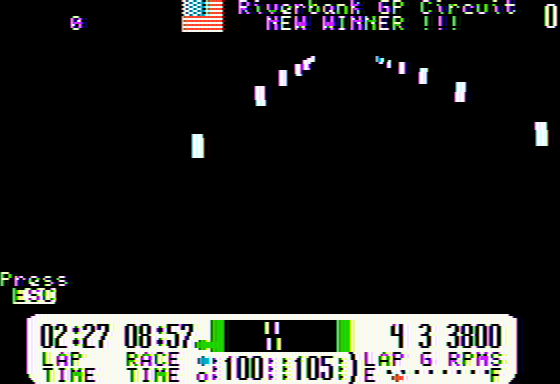 Riverbank GP Circuit
0 NEW WINNER !!! 0
Press
ESC
02:27 08:57 4 3 3800
LAP RACE LAP G RPMS
TIME TIME 100 105 E F